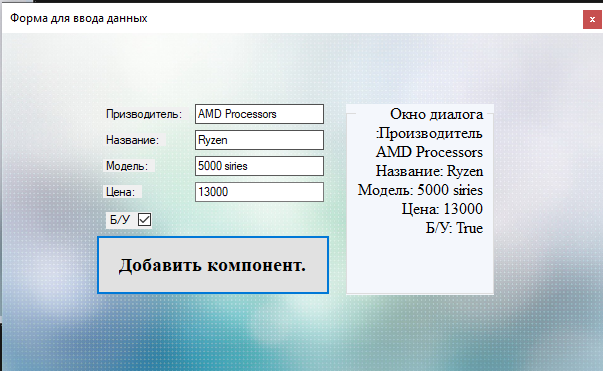 Форма для ввода данных
x
Призводитель:
AMD Processors
Название:
Ryzen
Модель:
5000 siries
Цена:
13000
Б/У
Добавить компонент.
Окно диалога
:Производитель
AMD Processors
Название: Ryzen
Модель: 5000 siries
Цена: 13000
Б/У: True